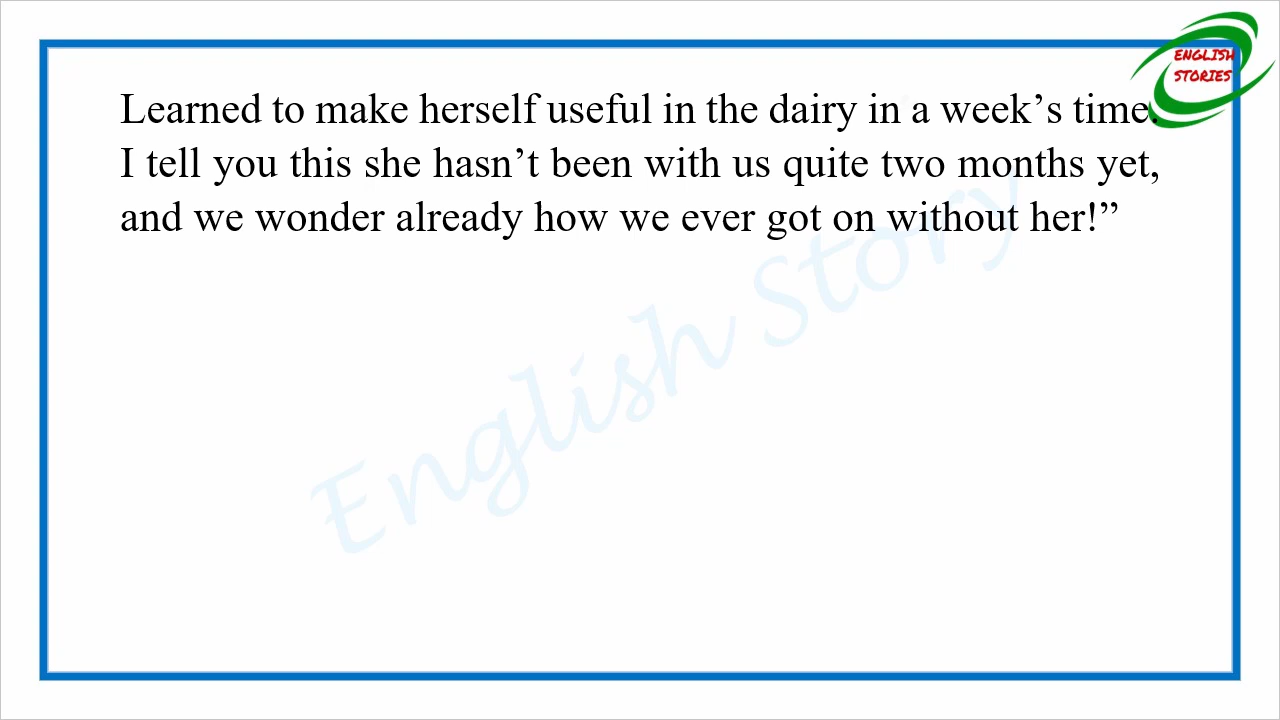 ENGLISH
STORIES
Learned to make herself useful in the dairy in a week’s time.
I tell you this she hasn’t been with us quite two months yet,
and we wonder already how we ever got on without her!”
English Story